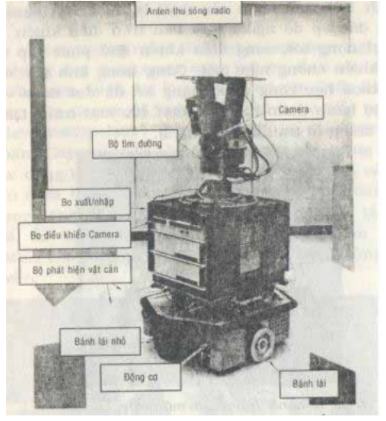 Anten thu sóng radio
Camera
Bộ tìm đường
Bo xuất/nhập
Bo điều khiển Camera
Bộ phát hiện vật cản
Bánh lái nhỏ
Động cơ
Bánh lái